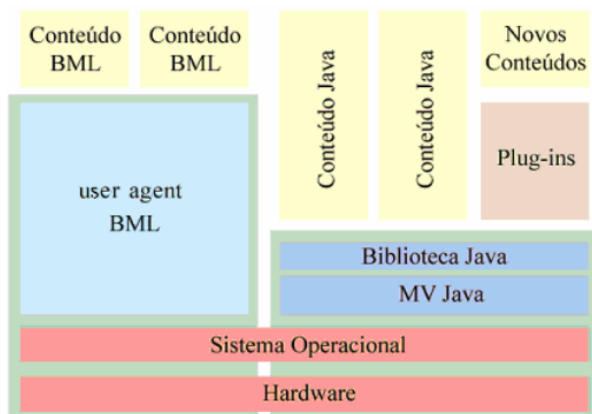 Conteúdo
BML
Conteúdo
BML
Conteúdo Java
Conteúdo Java
Novos
Conteúdos
Plug-ins
user agent
BML
Biblioteca Java
MV Java
Sistema Operacional
Hardware